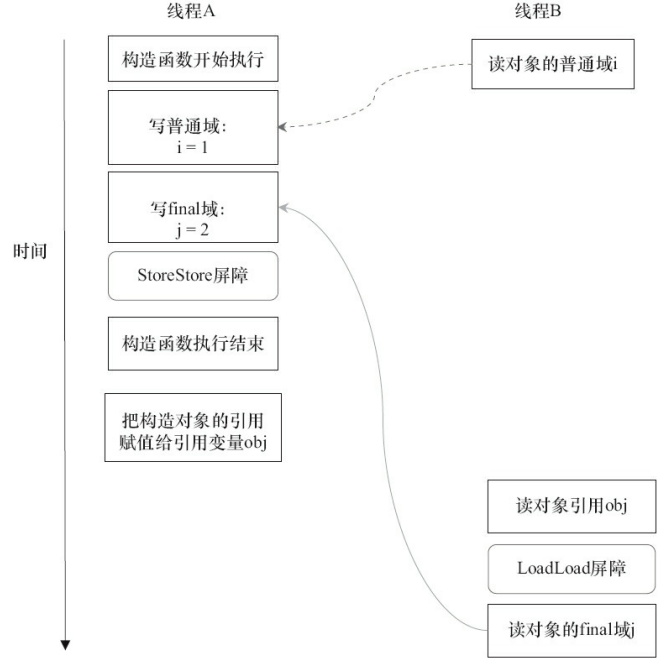 线程A
线程B
构造函数开始执行
读对象的普通域i
写普通域：
i = 1
写final域：
j = 2
时间
StoreStore屏障
构造函数执行结束
把构造对象的引用
赋值给引用变量obj
读对象引用obj
LoadLoad屏障
读对象的final域j